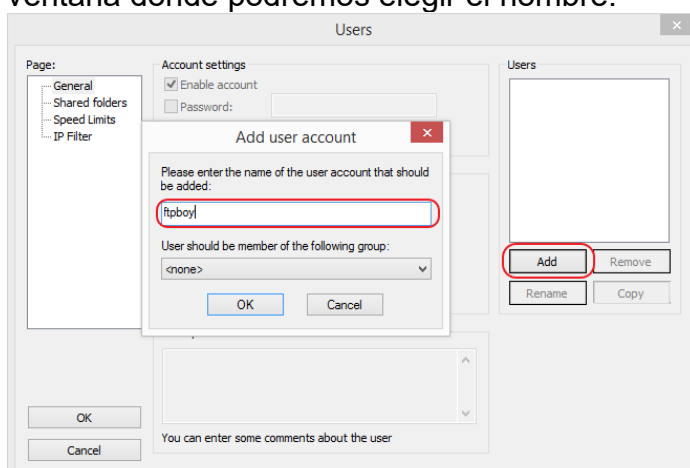 ventana donde podremos elegir el nombre.
Users
Page:
General
Shared folders
Speed Limits
IP Filter
Account settings
Enable account
Password:
Users
Add user account
Please enter the name of the user account that should
be added:
ftpboy
User should be member of the following group:
<none>
OK
Cancel
Add
Remove
Rename
Copy
You can enter some comments about the user
OK
Cancel